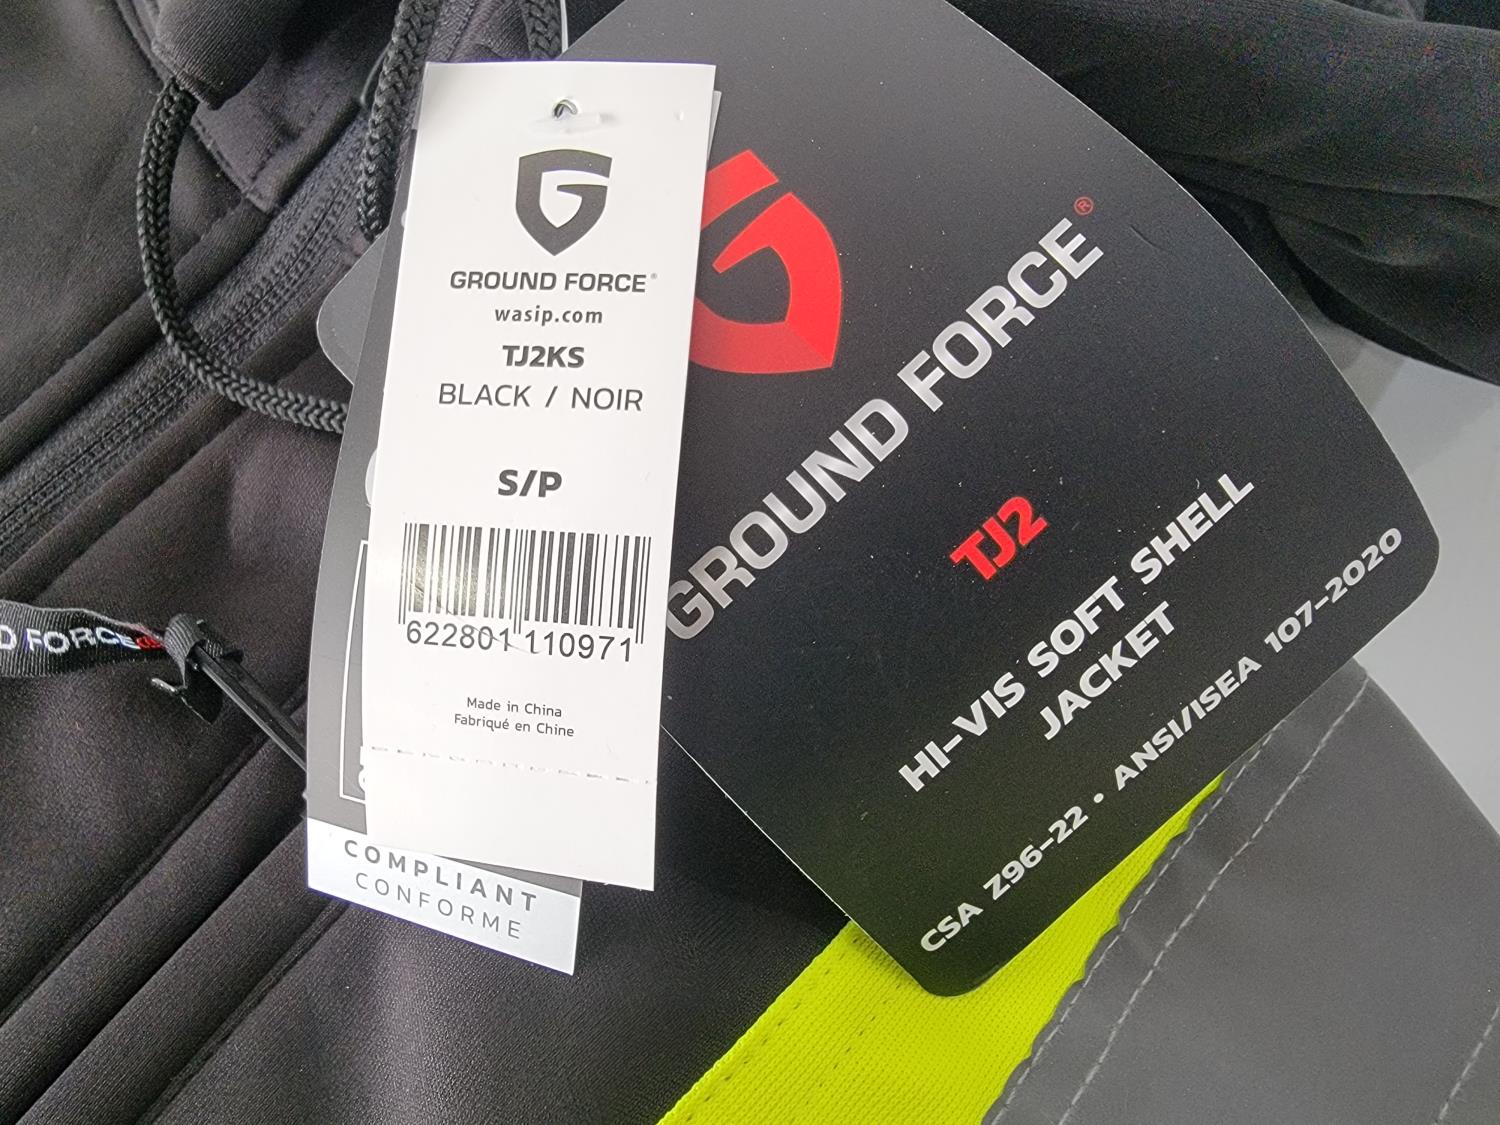 GROUND FORCE®
wasip.com
TJ2KS
BLACK / NOIR
S/P
622801 110971
Made in China
Fabriqué en Chine
COMPLIANT
CONFORME
GROUND FORCE®
TJ2
HI-VIS SOFT SHELL
JACKET
CSA Z96-22 • ANSI/ISEA 107-2020
D FORCE